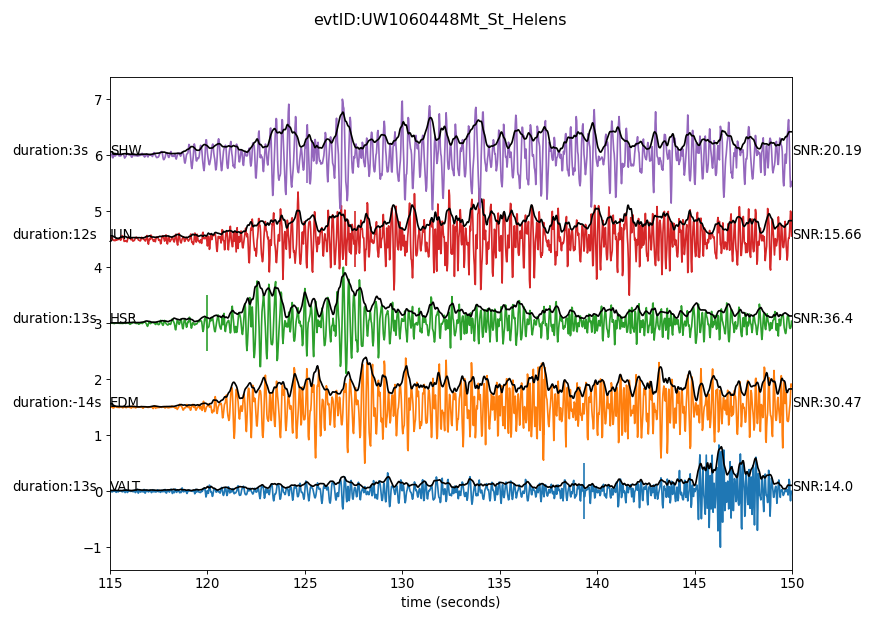 evtID:UW1060448Mt_St_Helens
7
duration:3s SHW SNR:20.19
6
5
duration:12s JUN SNR:15.66
4
duration:13s HSR SNR:36.4
3
2
duration:-14s EDM SNR:30.47
1
duration:13s VALT SNR:14.0
0
−1
115 120 125 130 135 140 145 150
time (seconds)